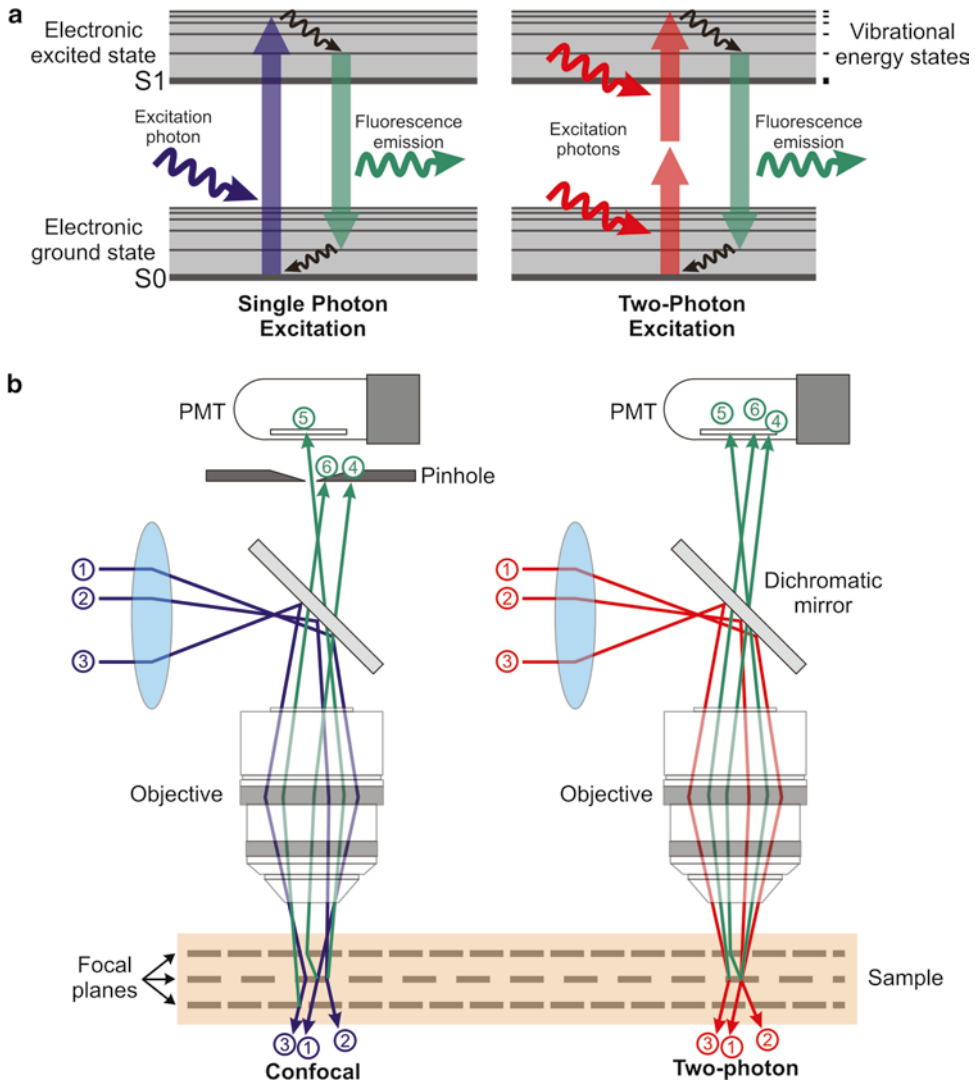 a
Electronic
excited state
S1
Excitation
photon
Fluorescence
emission
Electronic
ground state
S0
Single Photon
Excitation
Vibrational
energy states
Excitation
photons
Fluorescence
emission
Two-Photon
Excitation
b
PMT
5
6
4
Pinhole
1
2
3
Objective
PMT
5
6
4
Dichromatic
mirror
1
2
3
Objective
Focal
planes
Sample
3
1
2
Confocal
3
1
2
Two-photon